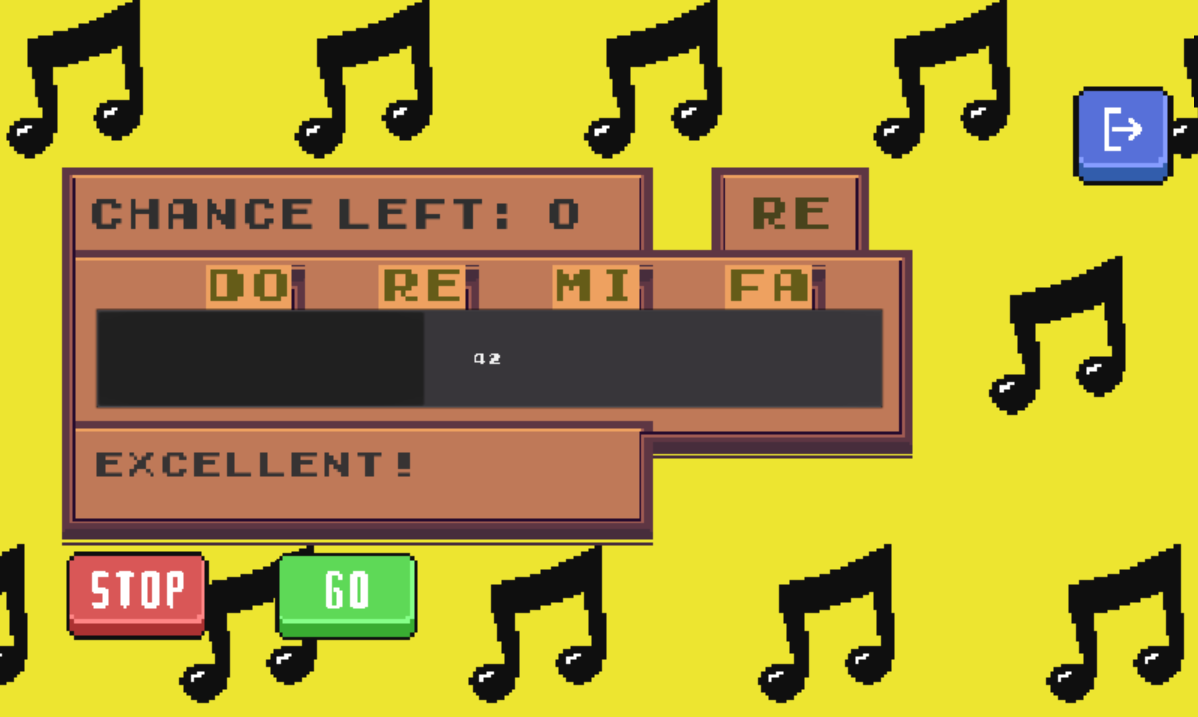 CHANCE LEFT: 0
RE
DO RE MI FA
42
EXCELLENT!
STOP GO